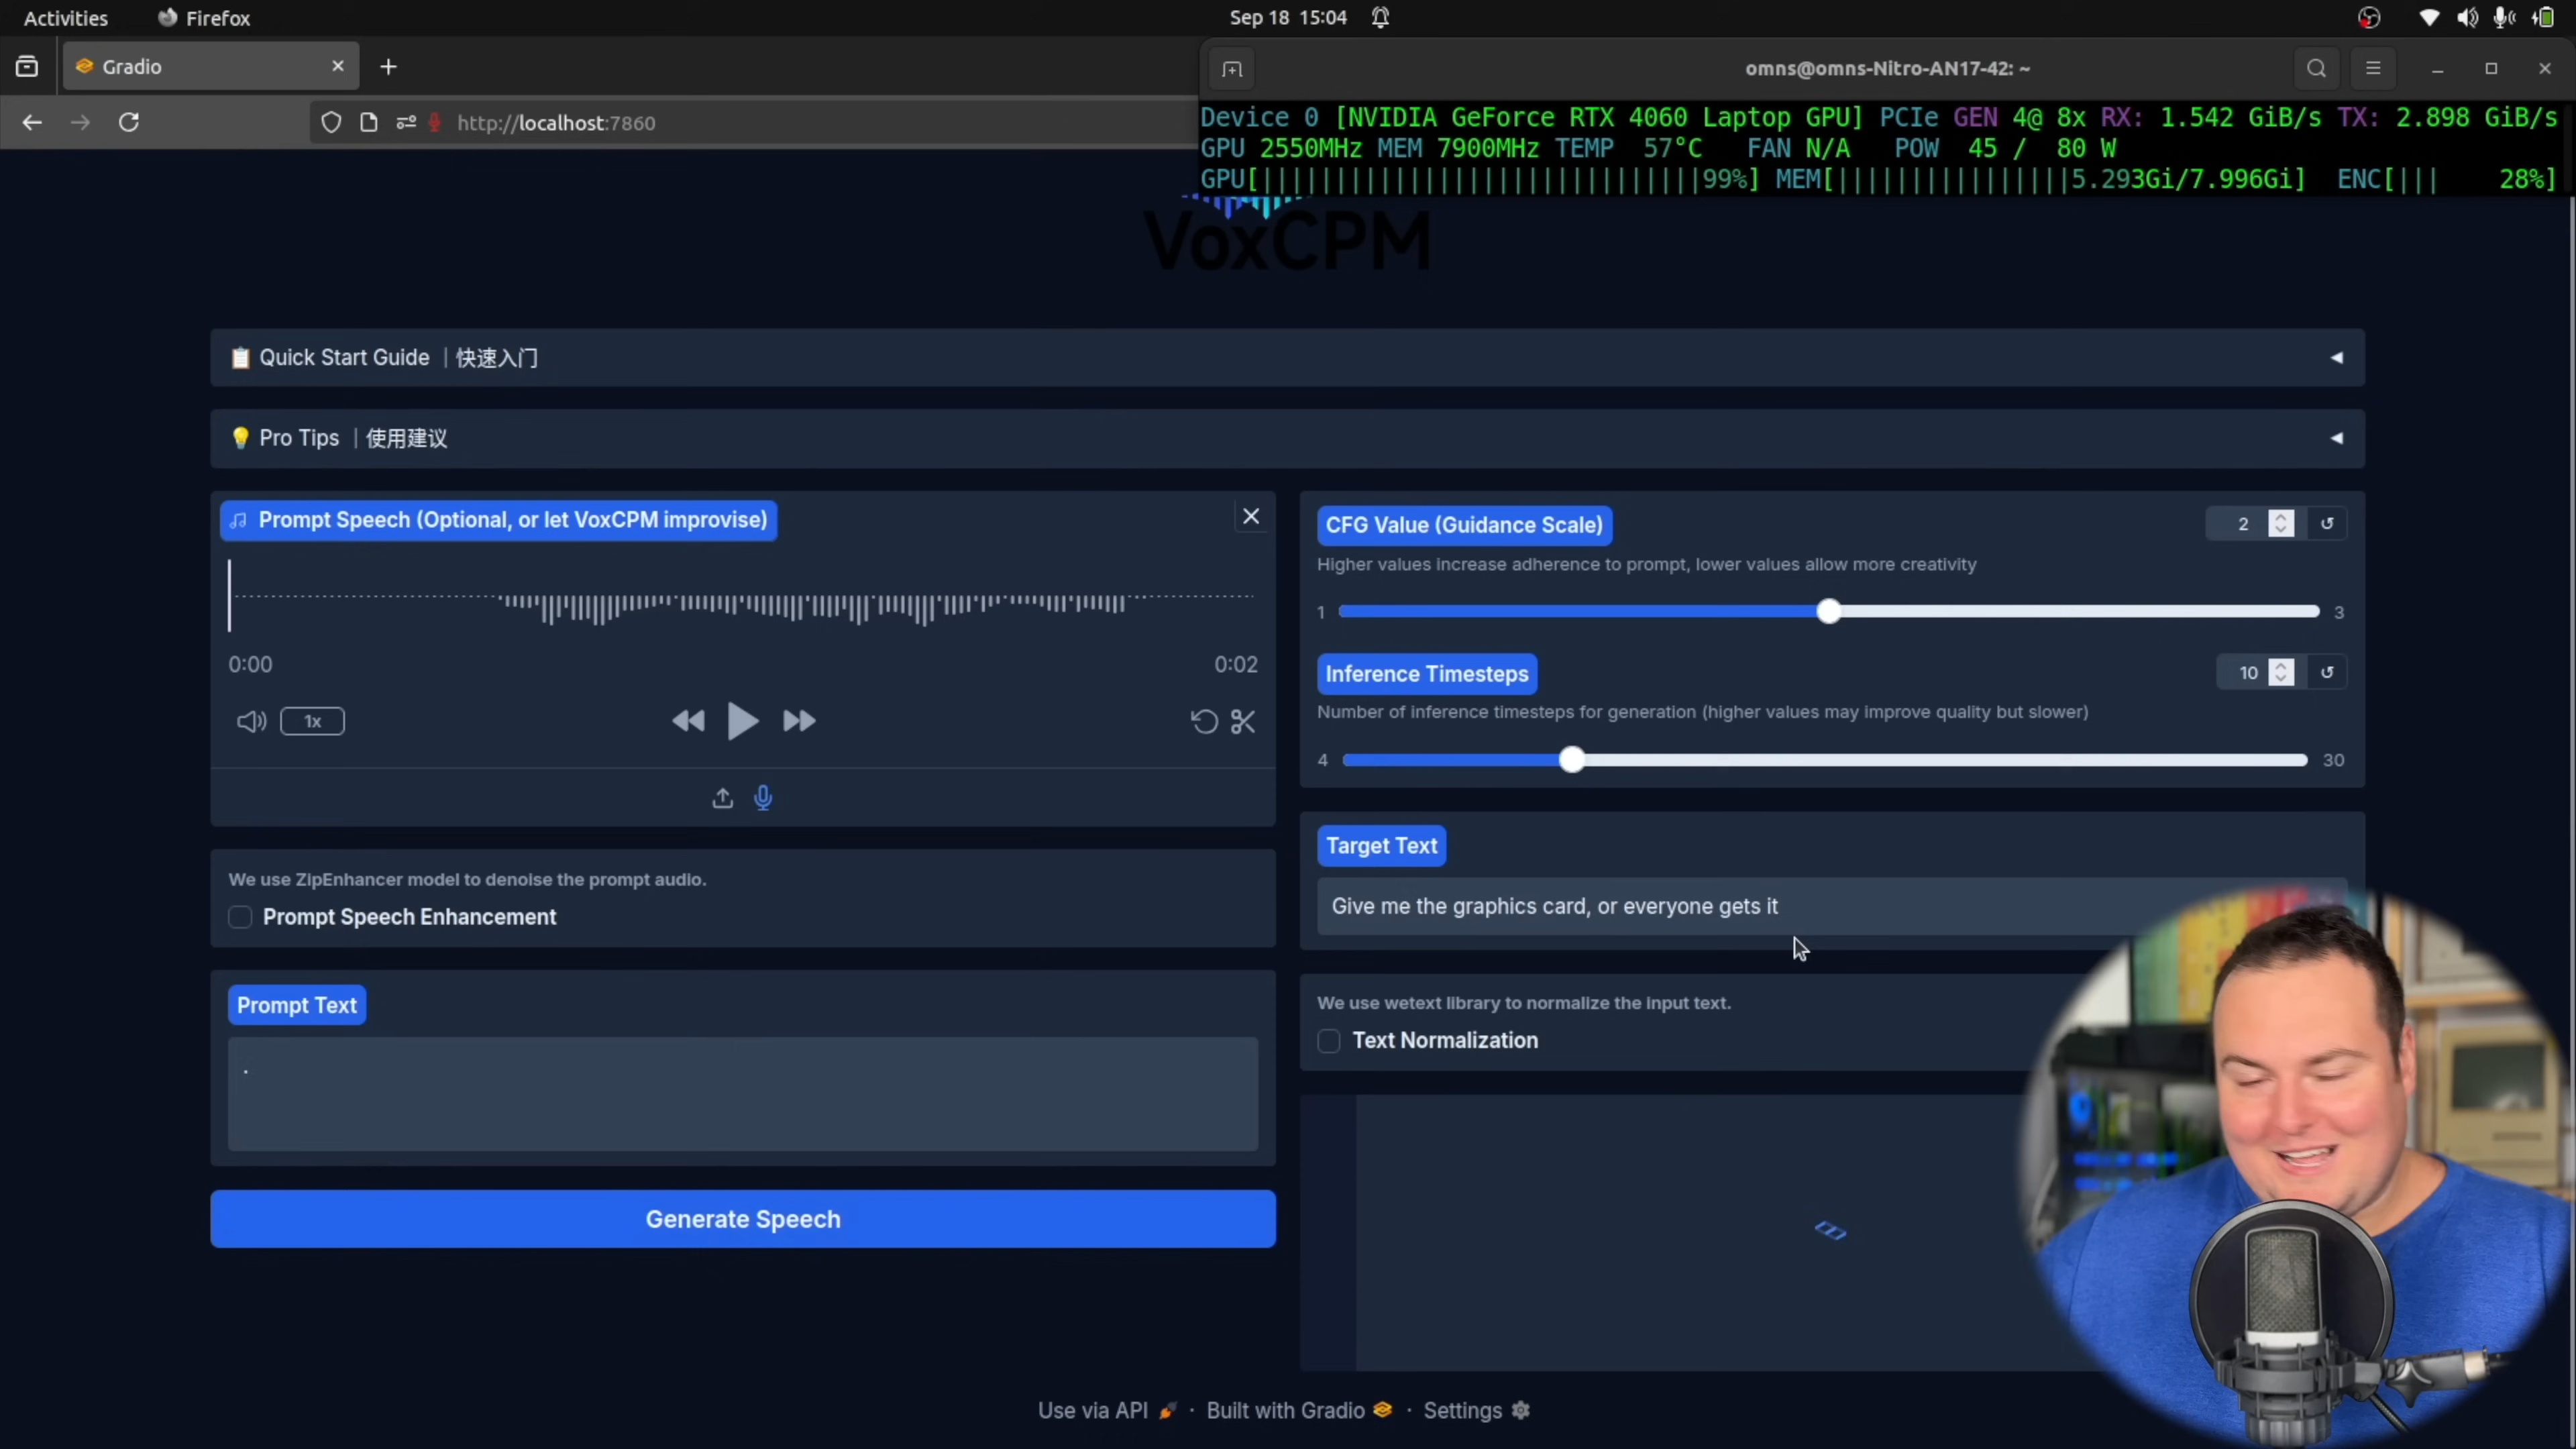 Activities Firefox Sep 18 15:04
Gradio
omns@omns-Nitro-AN17-42: ~
http://localhost:7860
Device 0 [NVIDIA GeForce RTX 4060 Laptop GPU] PCIe GEN 4@ 8x RX: 1.542 GiB/s TX: 2.898 GiB/s
GPU 2550MHz MEM 7900MHz TEMP 57°C FAN N/A POW 45 / 80 W
GPU[||||||||||||||||||||||||||||||99%] MEM[||||||||||||||||5.293Gi/7.996Gi] ENC[||| 28%]
VoxCPM
📋 Quick Start Guide ｜快速入门
💡 Pro Tips ｜使用建议
Prompt Speech (Optional, or let VoxCPM improvise)
0:00 0:02
1x
We use ZipEnhancer model to denoise the prompt audio.
Prompt Speech Enhancement
Prompt Text
.
Generate Speech
CFG Value (Guidance Scale) 2
Higher values increase adherence to prompt, lower values allow more creativity
1 3
Inference Timesteps 10
Number of inference timesteps for generation (higher values may improve quality but slower)
4 30
Target Text
Give me the graphics card, or everyone gets it
We use wetext library to normalize the input text.
Text Normalization
Use via API · Built with Gradio · Settings